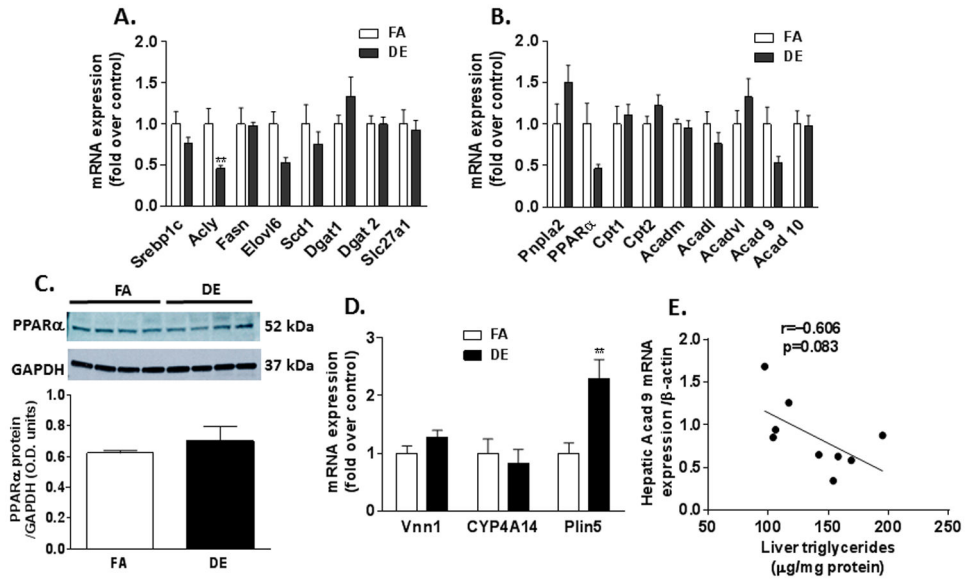 A.
FA
DE
mRNA expression
(fold over control)
2.0
1.5
1.0
0.5
0.0
**
Srebp1c
Acly
Fasn
Elovl6
Scd1
Dgat1
Dgat 2
Slc27a1
B.
FA
DE
mRNA expression
(fold over control)
2.0
1.5
1.0
0.5
0.0
Pnpla2
PPARα
Cpt1
Cpt2
Acadm
Acadl
Acadvl
Acad 9
Acad 10
C.
FA
DE
PPARα
52 kDa
GAPDH
37 kDa
PPARα protein
/GAPDH (O.D. units)
1.0
0.8
0.6
0.4
0.2
0.0
FA
DE
D.
FA
DE
mRNA expression
(fold over control)
3
2
1
0
**
Vnn1
CYP4A14
Plin5
E.
r=-0.606
p=0.083
Hepatic Acad 9 mRNA
expression /β-actin
2.0
1.5
1.0
0.5
0.0
50
100
150
200
250
Liver triglycerides
(μg/mg protein)